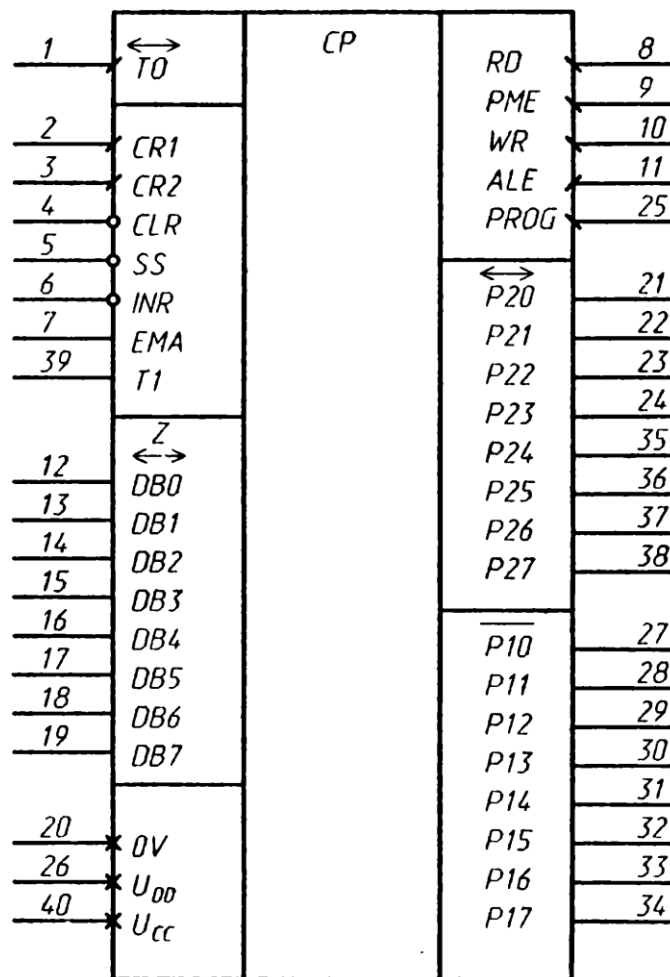 CP
1 T0
2 CR1
3 CR2
4 CLR
5 SS
6 INR
7 EMA
39 T1
Z
12 DB0
13 DB1
14 DB2
15 DB3
16 DB4
17 DB5
18 DB6
19 DB7
20 0V
26 U_DD
40 U_CC
RD 8
PME 9
WR 10
ALE 11
PROG 25
P20 21
P21 22
P22 23
P23 24
P24 35
P25 36
P26 37
P27 38
P10 27
P11 28
P12 29
P13 30
P14 31
P15 32
P16 33
P17 34